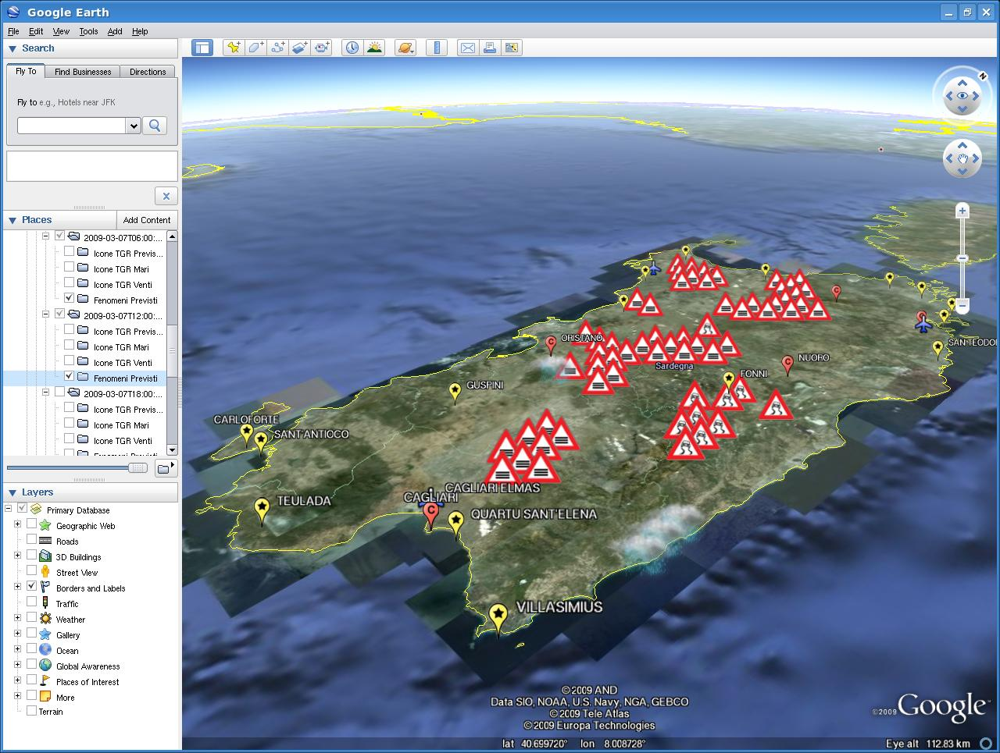 Google Earth
File Edit View Tools Add Help
Search
Fly To Find Businesses Directions
Fly to e.g., Hotels near JFK
Places Add Content
2009-03-07T06:00:...
Icone TGR Previs...
Icone TGR Mari
Icone TGR Venti
Fenomeni Previsti
2009-03-07T12:00:...
Icone TGR Previs...
Icone TGR Mari
Icone TGR Venti
Fenomeni Previsti
2009-03-07T18:00:...
Icone TGR Previs...
Icone TGR Mari
Icone TGR Venti
Fenomeni Previsti
Layers
Primary Database
Geographic Web
Roads
3D Buildings
Street View
Borders and Labels
Traffic
Weather
Gallery
Ocean
Global Awareness
Places of Interest
More
Terrain
N
C
C
C ORISTANO
SAN TEODO
Sardegna
C NUORO
FONNI
GUSPINI
CARLOFORTE
SANT'ANTIOCO
CAGLIARI ELMAS
CAGLIARI
C
TEULADA
QUARTU SANT'ELENA
VILLASIMIUS
©2009 AND
Data SIO, NOAA, U.S. Navy, NGA, GEBCO
© 2009 Tele Atlas
© 2009 Europa Technologies
©2009 Google
lat 40.699720° lon 8.008728° Eye alt 112.83 km